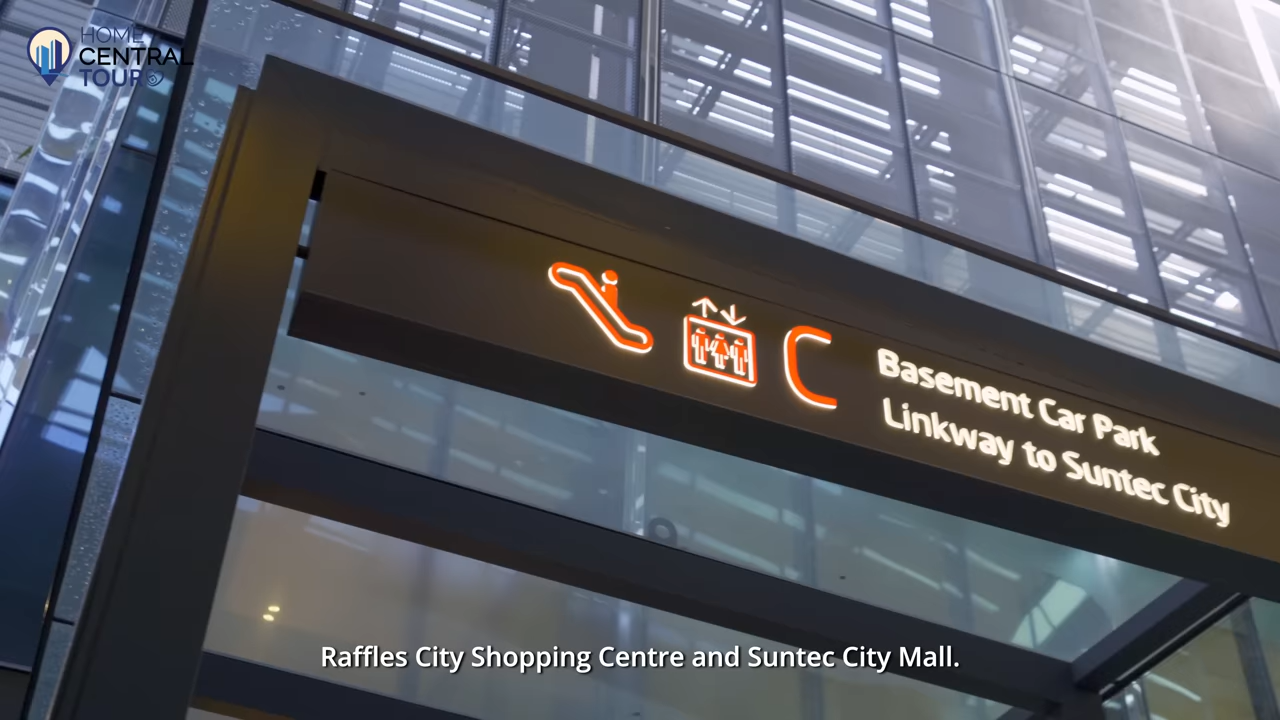 HOME
CENTRAL
TOUR
C
Basement Car Park
Linkway to Suntec City
Raffles City Shopping Centre and Suntec City Mall.